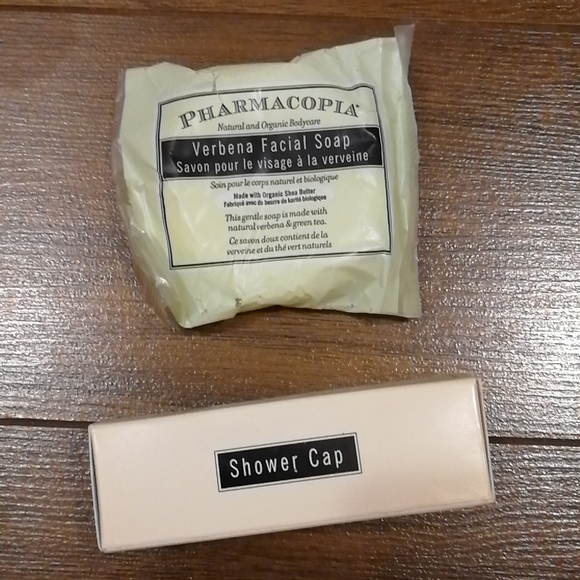 PHARMACOPIA
Natural and Organic Bodycare
Verbena Facial Soap
Savon pour le visage à la verveine
Soin pour le corps naturel et biologique
Made with Organic Shea Butter
Fabriqué avec du beurre de karité biologique
This gentle soap is made with
natural verbena & green tea.
Ce savon doux contient de la
verveine et du thé vert naturels
Shower Cap